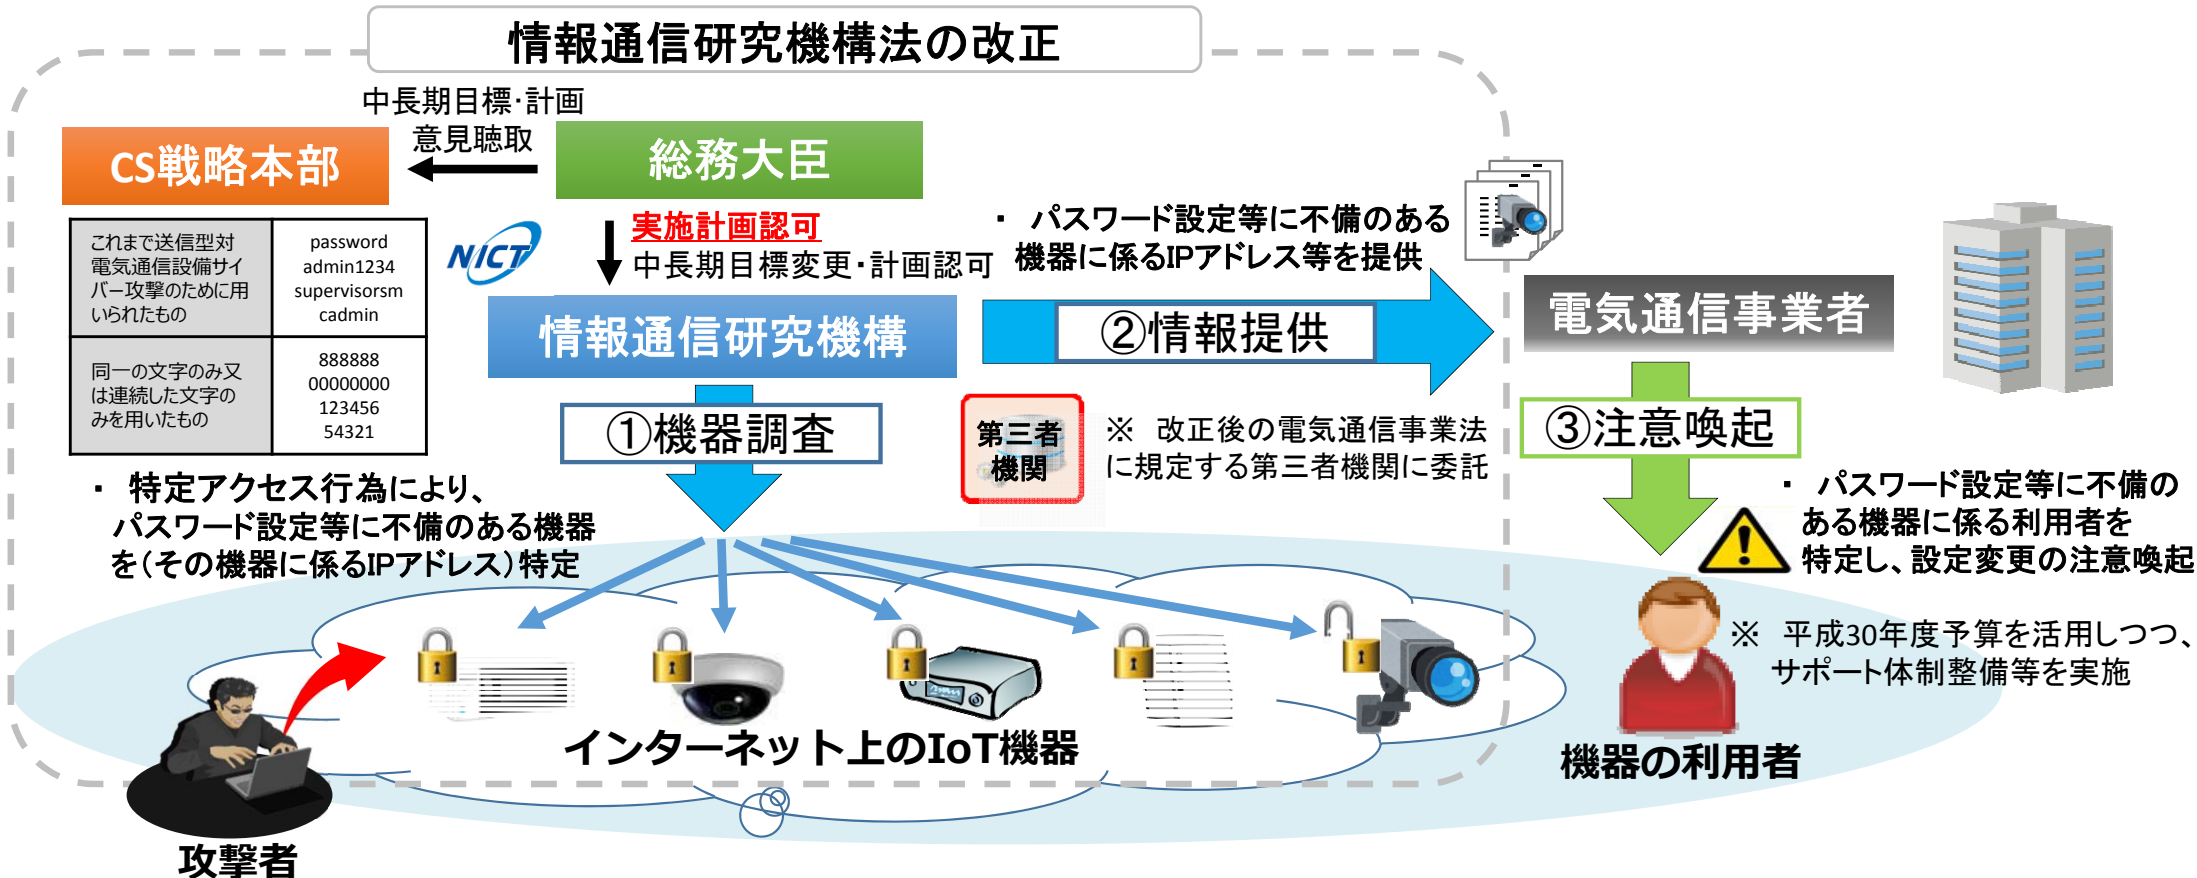 情報通信研究機構法の改正
中長期目標・計画
意見聴取
CS戦略本部
総務大臣
これまで送信型対
電気通信設備サイ
バー攻撃のために用
いられたもの
password
admin1234
supervisorsm
cadmin
同一の文字のみ又
は連続した文字の
みを用いたもの
888888
00000000
123456
54321
NICT
実施計画認可
中長期目標変更・計画認可
情報通信研究機構
・ パスワード設定等に不備のある
機器に係るIPアドレス等を提供
②情報提供
電気通信事業者
①機器調査
第三者
機関
※ 改正後の電気通信事業法
に規定する第三者機関に委託
③注意喚起
・ 特定アクセス行為により、
パスワード設定等に不備のある機器
を(その機器に係るIPアドレス)特定
・ パスワード設定等に不備の
ある機器に係る利用者を
特定し、設定変更の注意喚起
※ 平成30年度予算を活用しつつ、
サポート体制整備等を実施
インターネット上のIoT機器
機器の利用者
攻撃者